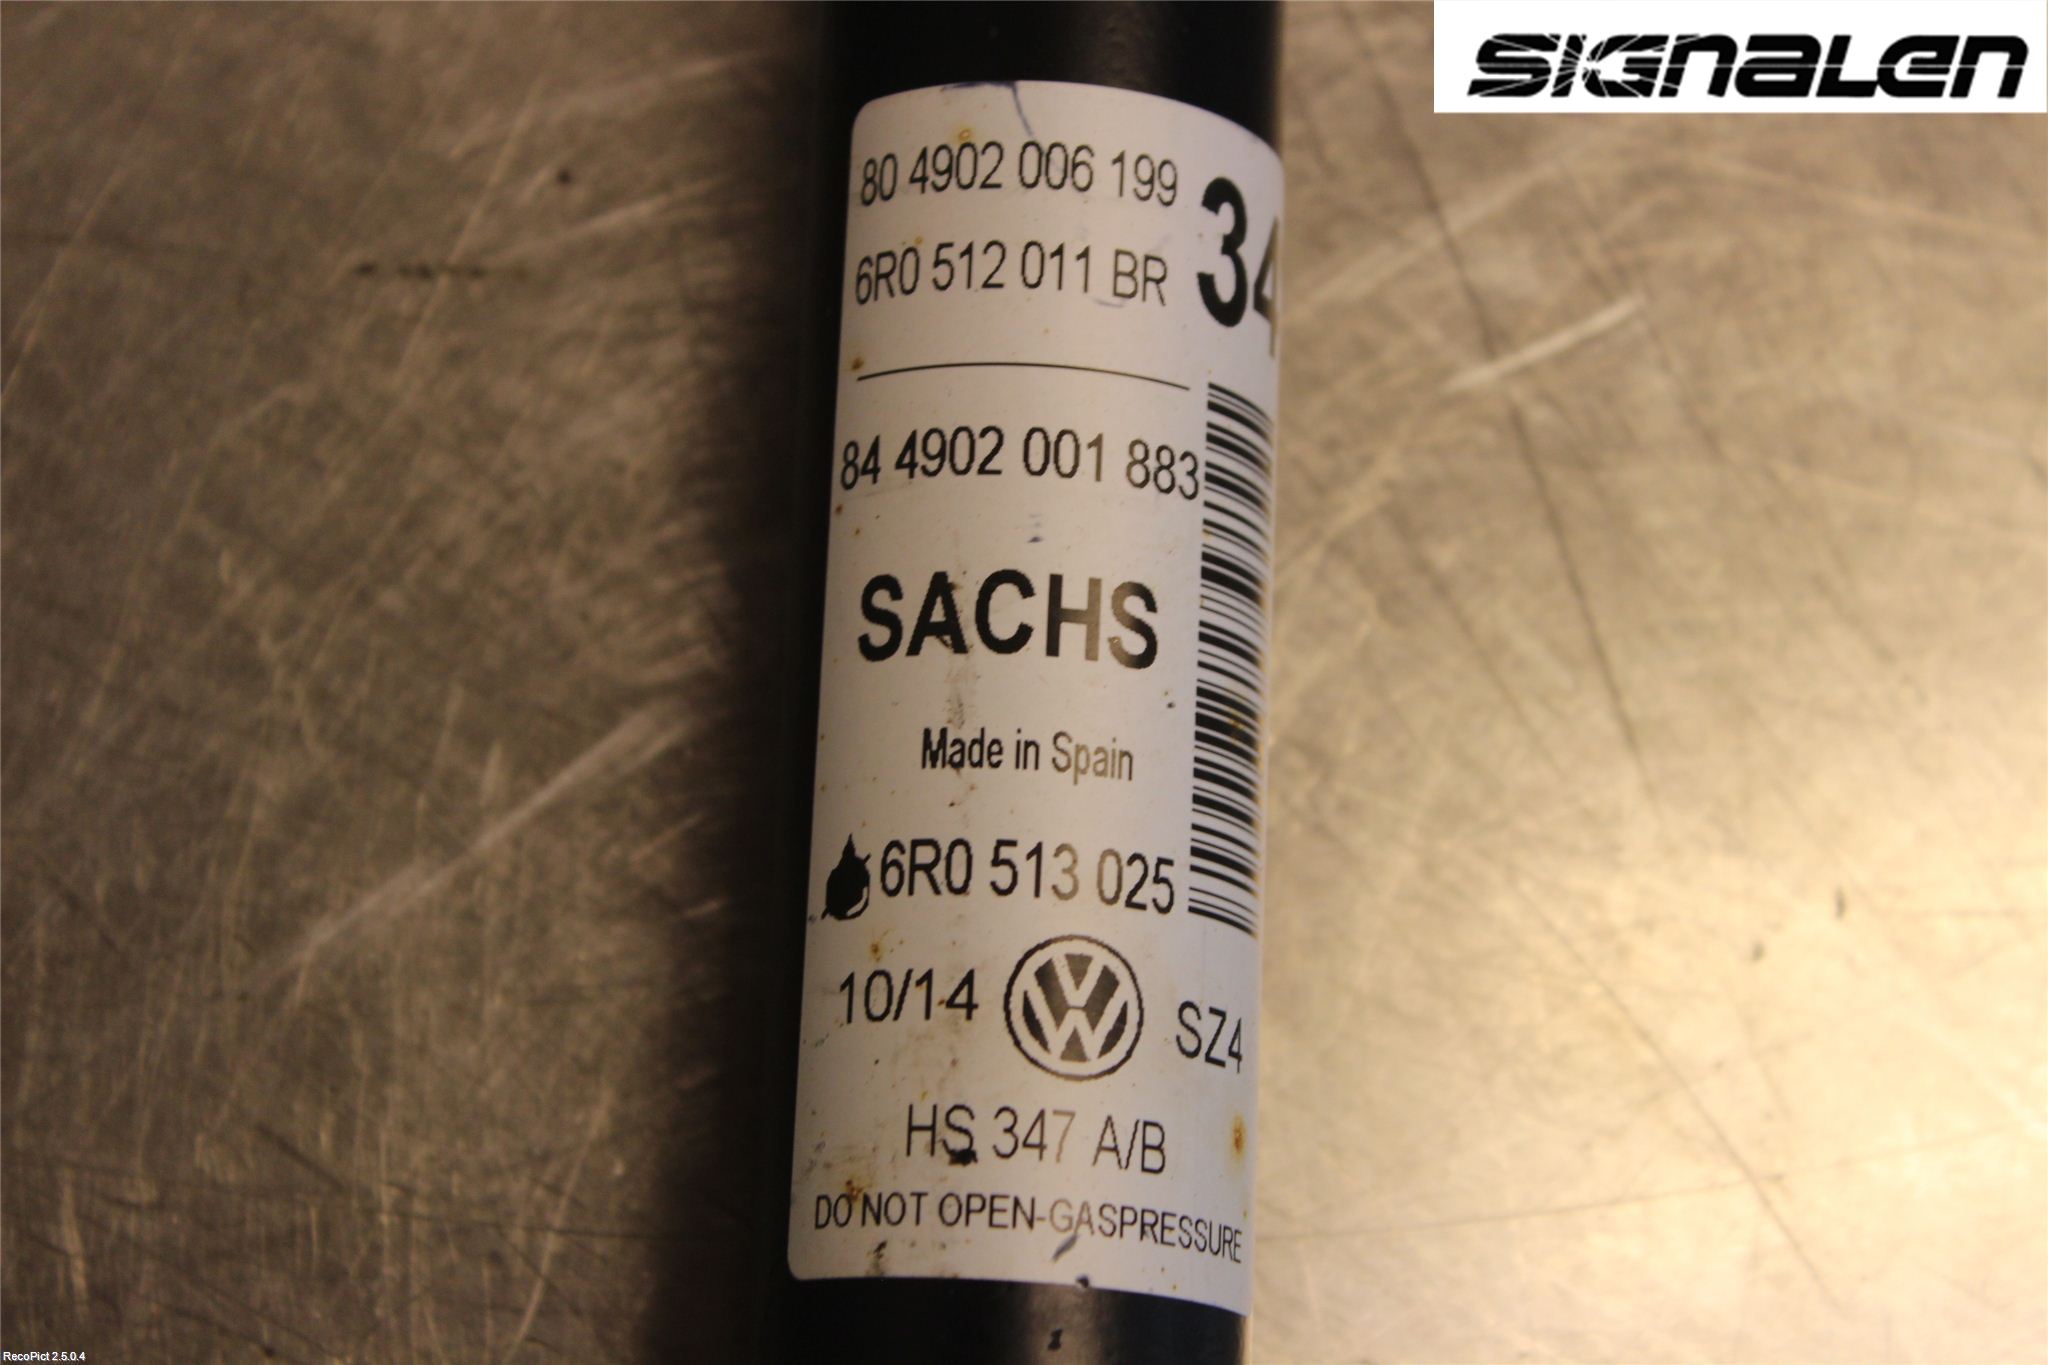 SIGNALEN
80 4902 006 199
6R0 512 011 BR
34
84 4902 001 883
SACHS
Made in Spain
6R0 513 025
10/14 SZ4
HS 347 A/B
DO NOT OPEN-GASPRESSURE
RecoPict 2.5.0.4